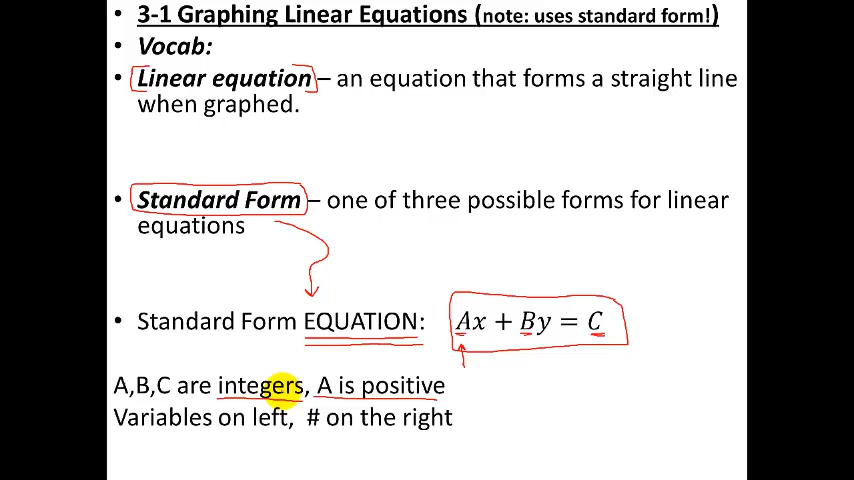 • 3-1 Graphing Linear Equations (note: uses standard form!)
• Vocab:
• Linear equation – an equation that forms a straight line
when graphed.
• Standard Form – one of three possible forms for linear
equations
• Standard Form EQUATION: Ax + By = C
A,B,C are integers, A is positive
Variables on left, # on the right